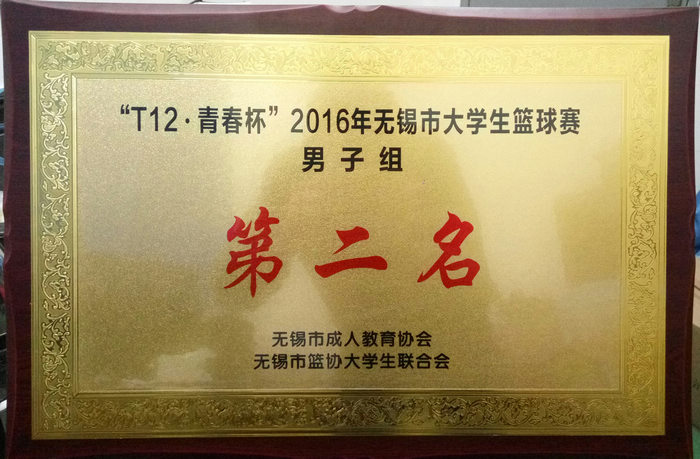 “T12·青春杯”2016年无锡市大学生篮球赛
男子组
第二名
无锡市成人教育协会
无锡市篮协大学生联合会